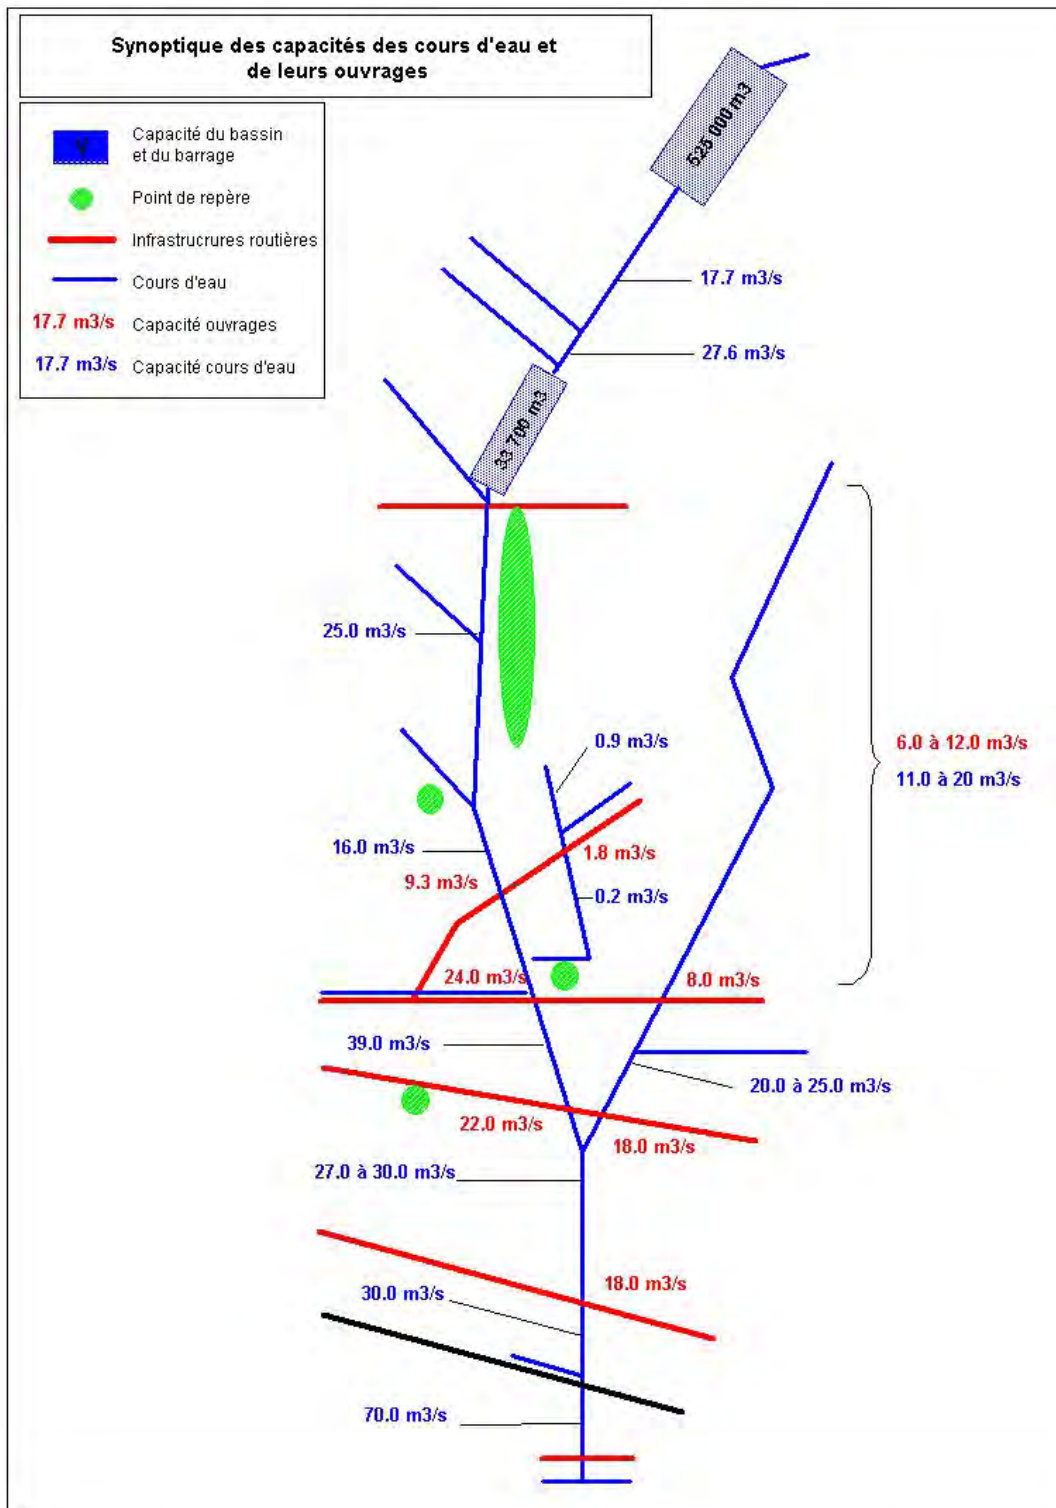 Synoptique des capacités des cours d'eau et
de leurs ouvrages
V
Capacité du bassin
et du barrage
Point de repère
Infrastrucrures routières
Cours d'eau
17.7 m3/s Capacité ouvrages
17.7 m3/s Capacité cours d'eau
525 000 m3
17.7 m3/s
27.6 m3/s
33 700 m3
25.0 m3/s
0.9 m3/s
6.0 à 12.0 m3/s
11.0 à 20 m3/s
16.0 m3/s
1.8 m3/s
9.3 m3/s
0.2 m3/s
24.0 m3/s
8.0 m3/s
39.0 m3/s
20.0 à 25.0 m3/s
22.0 m3/s
18.0 m3/s
27.0 à 30.0 m3/s
18.0 m3/s
30.0 m3/s
70.0 m3/s